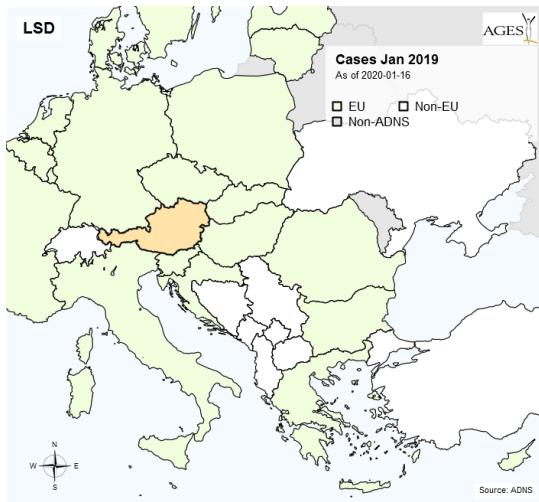 LSD
AGES
Cases Jan 2019
As of 2020-01-16
EU
Non-EU
Non-ADNS
N
W
E
S
Source: ADNS